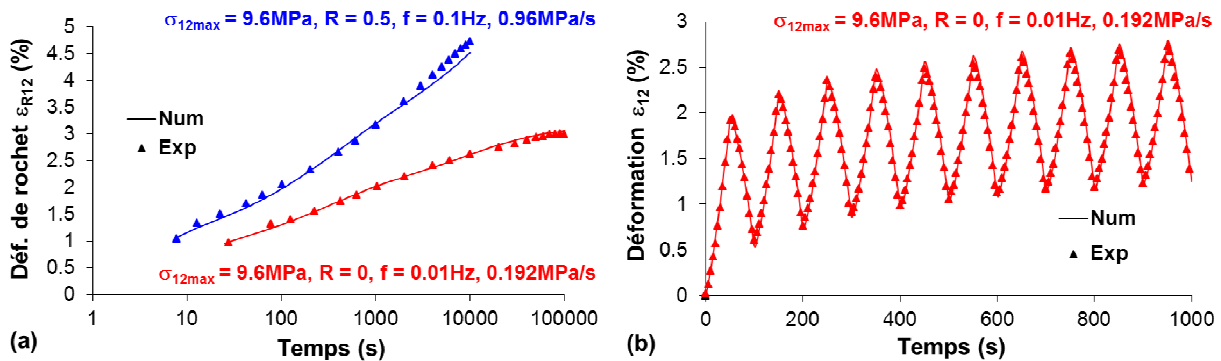 σ12max = 9.6MPa, R = 0.5, f = 0.1Hz, 0.96MPa/s
5
4.5
4
3.5
3
2.5
2
1.5
1
0.5
0
Déf. de rochet εR12 (%)
Num
Exp
σ12max = 9.6MPa, R = 0, f = 0.01Hz, 0.192MPa/s
1 10 100 1000 10000 100000
(a) Temps (s)
σ12max = 9.6MPa, R = 0, f = 0.01Hz, 0.192MPa/s
3
2.5
2
1.5
1
0.5
0
Déformation ε12 (%)
Num
Exp
0 200 400 600 800 1000
(b) Temps (s)